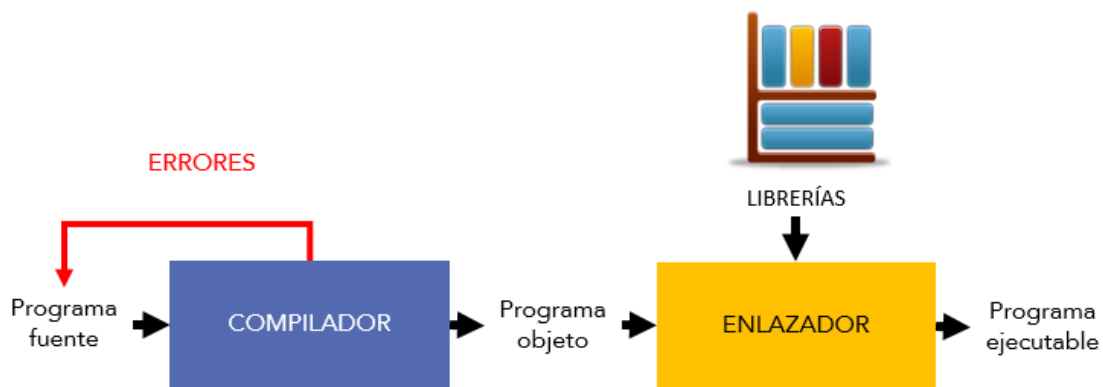 ERRORES
LIBRERÍAS
Programa
fuente
COMPILADOR
Programa
objeto
ENLAZADOR
Programa
ejecutable